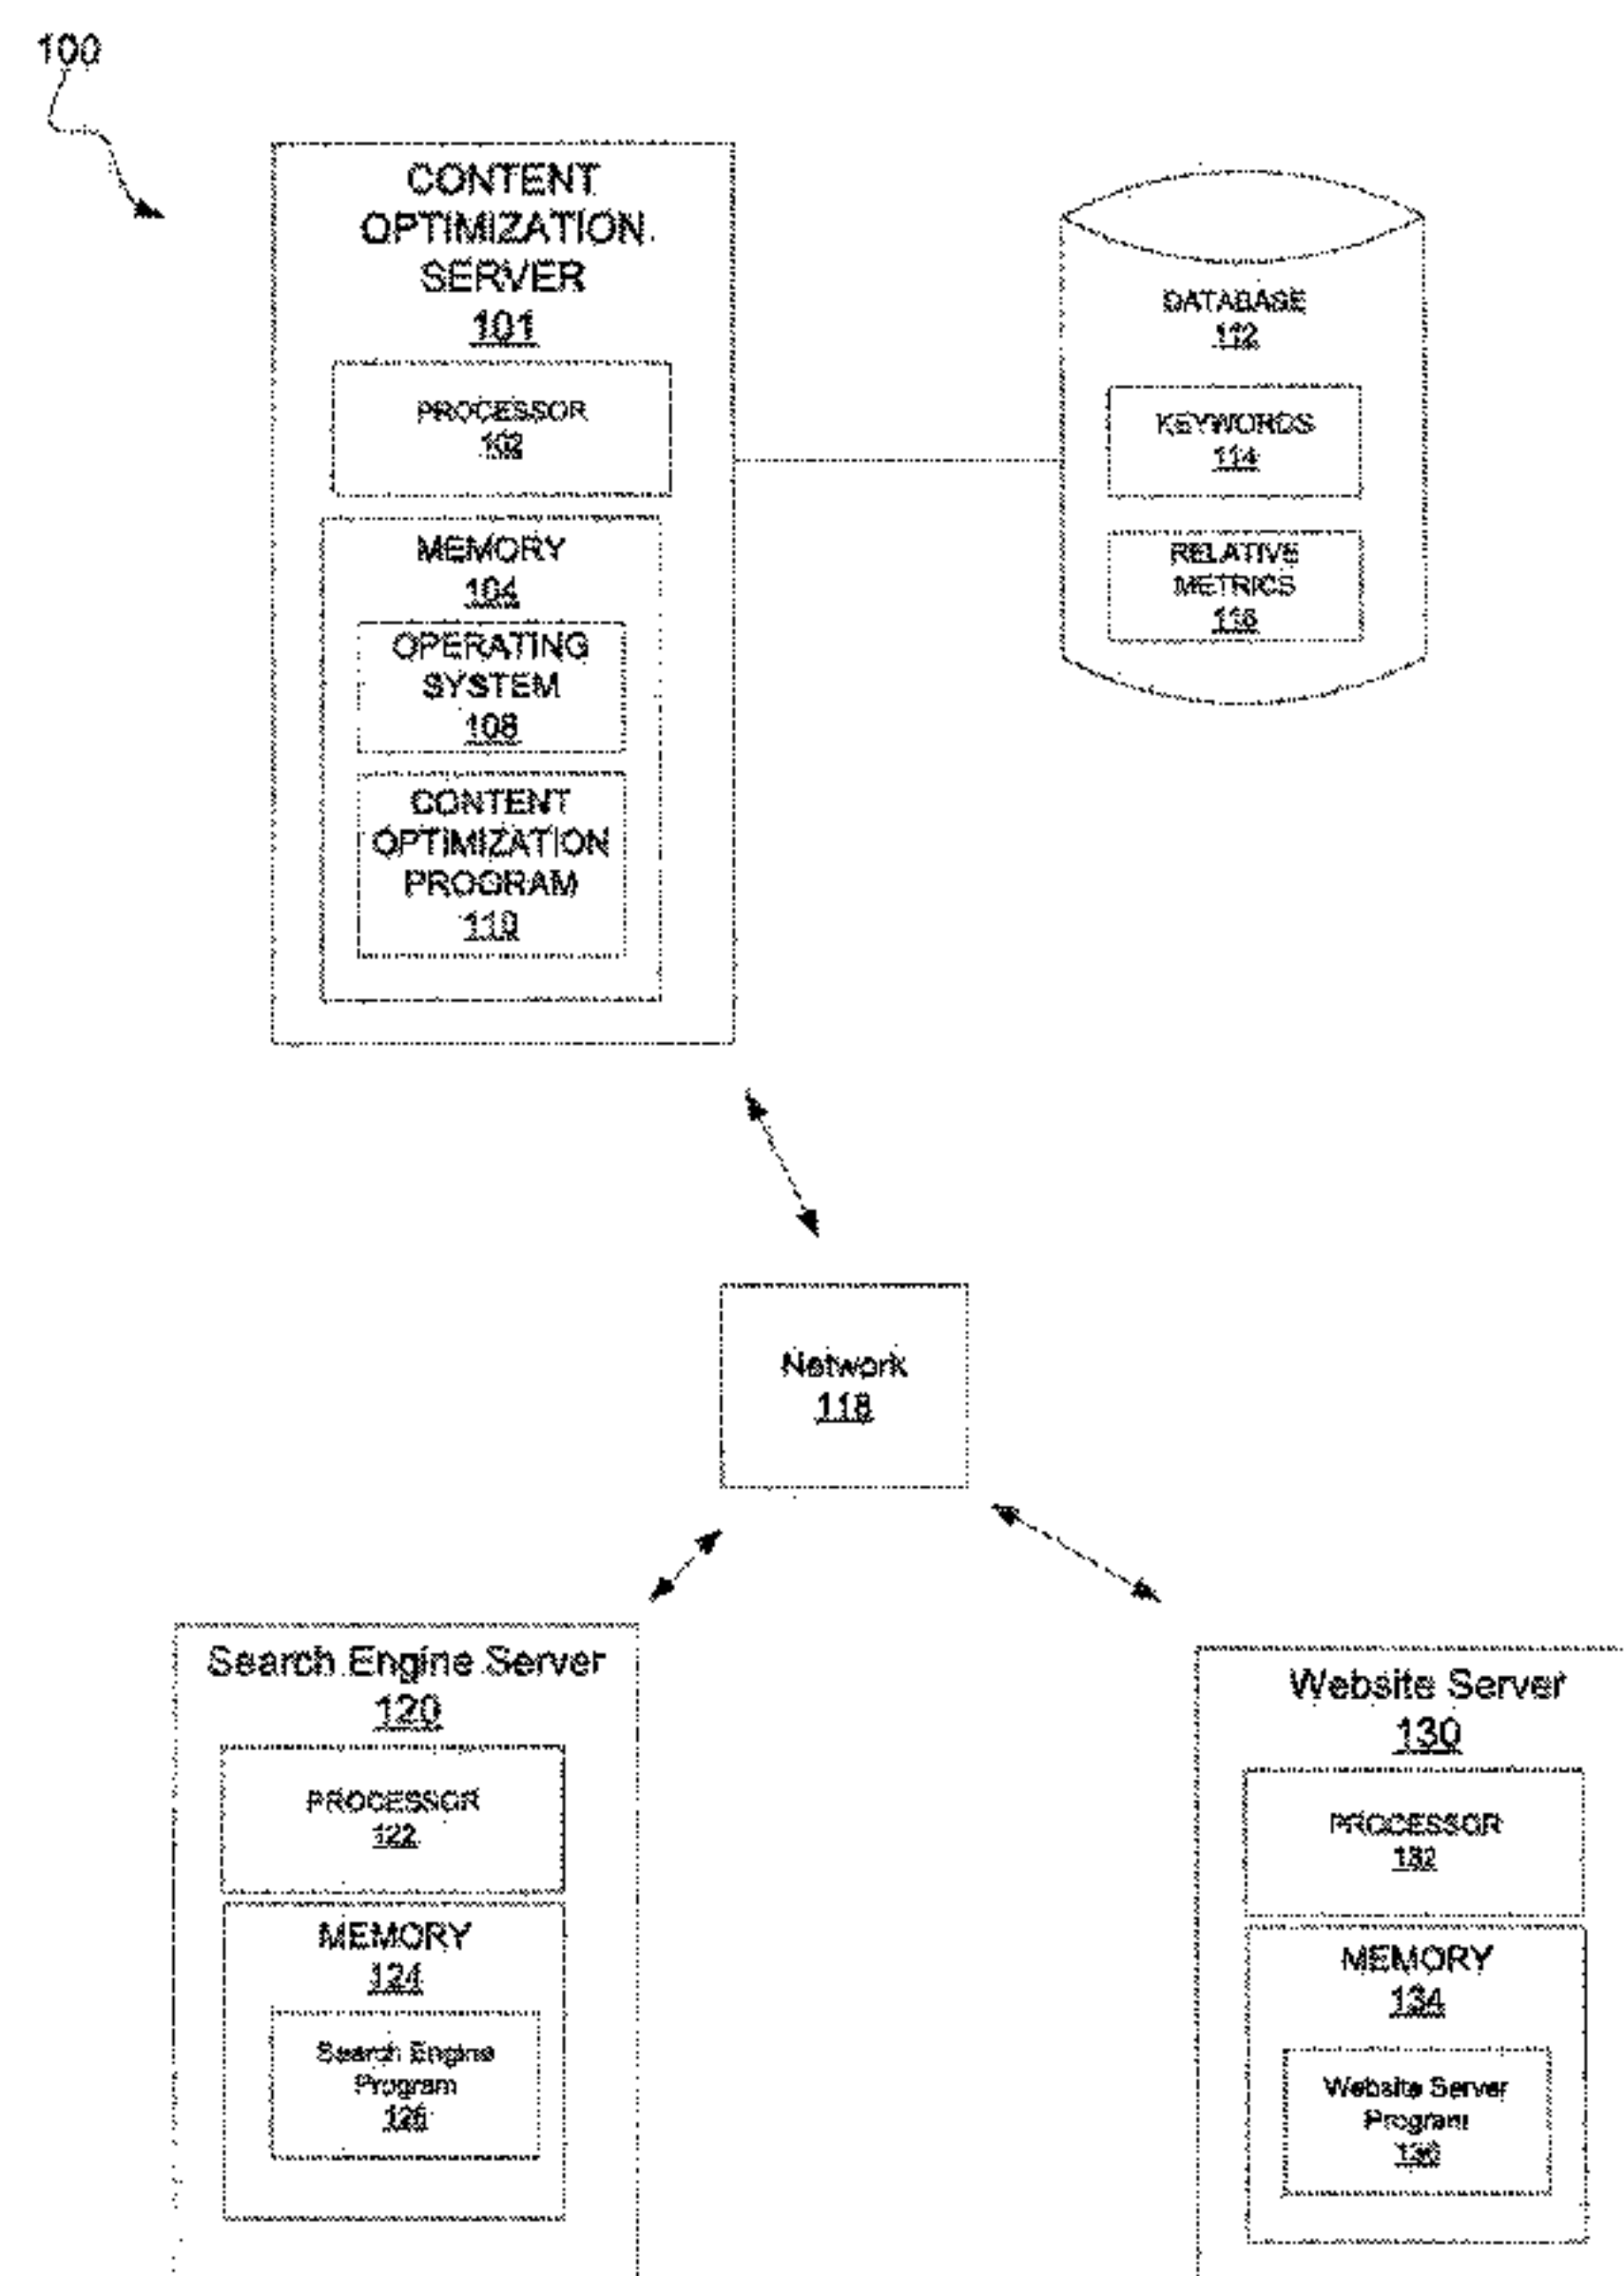 100
CONTENT
OPTIMIZATION
SERVER
101
PROCESSOR
102
MEMORY
104
OPERATING
SYSTEM
108
CONTENT
OPTIMIZATION
PROGRAM
110
DATABASE
112
KEYWORDS
114
RELATIVE
METRICS
116
Network
118
Search Engine Server
120
PROCESSOR
122
MEMORY
124
Search Engine
Program
126
Website Server
130
PROCESSOR
132
MEMORY
134
Website Server
Program
136